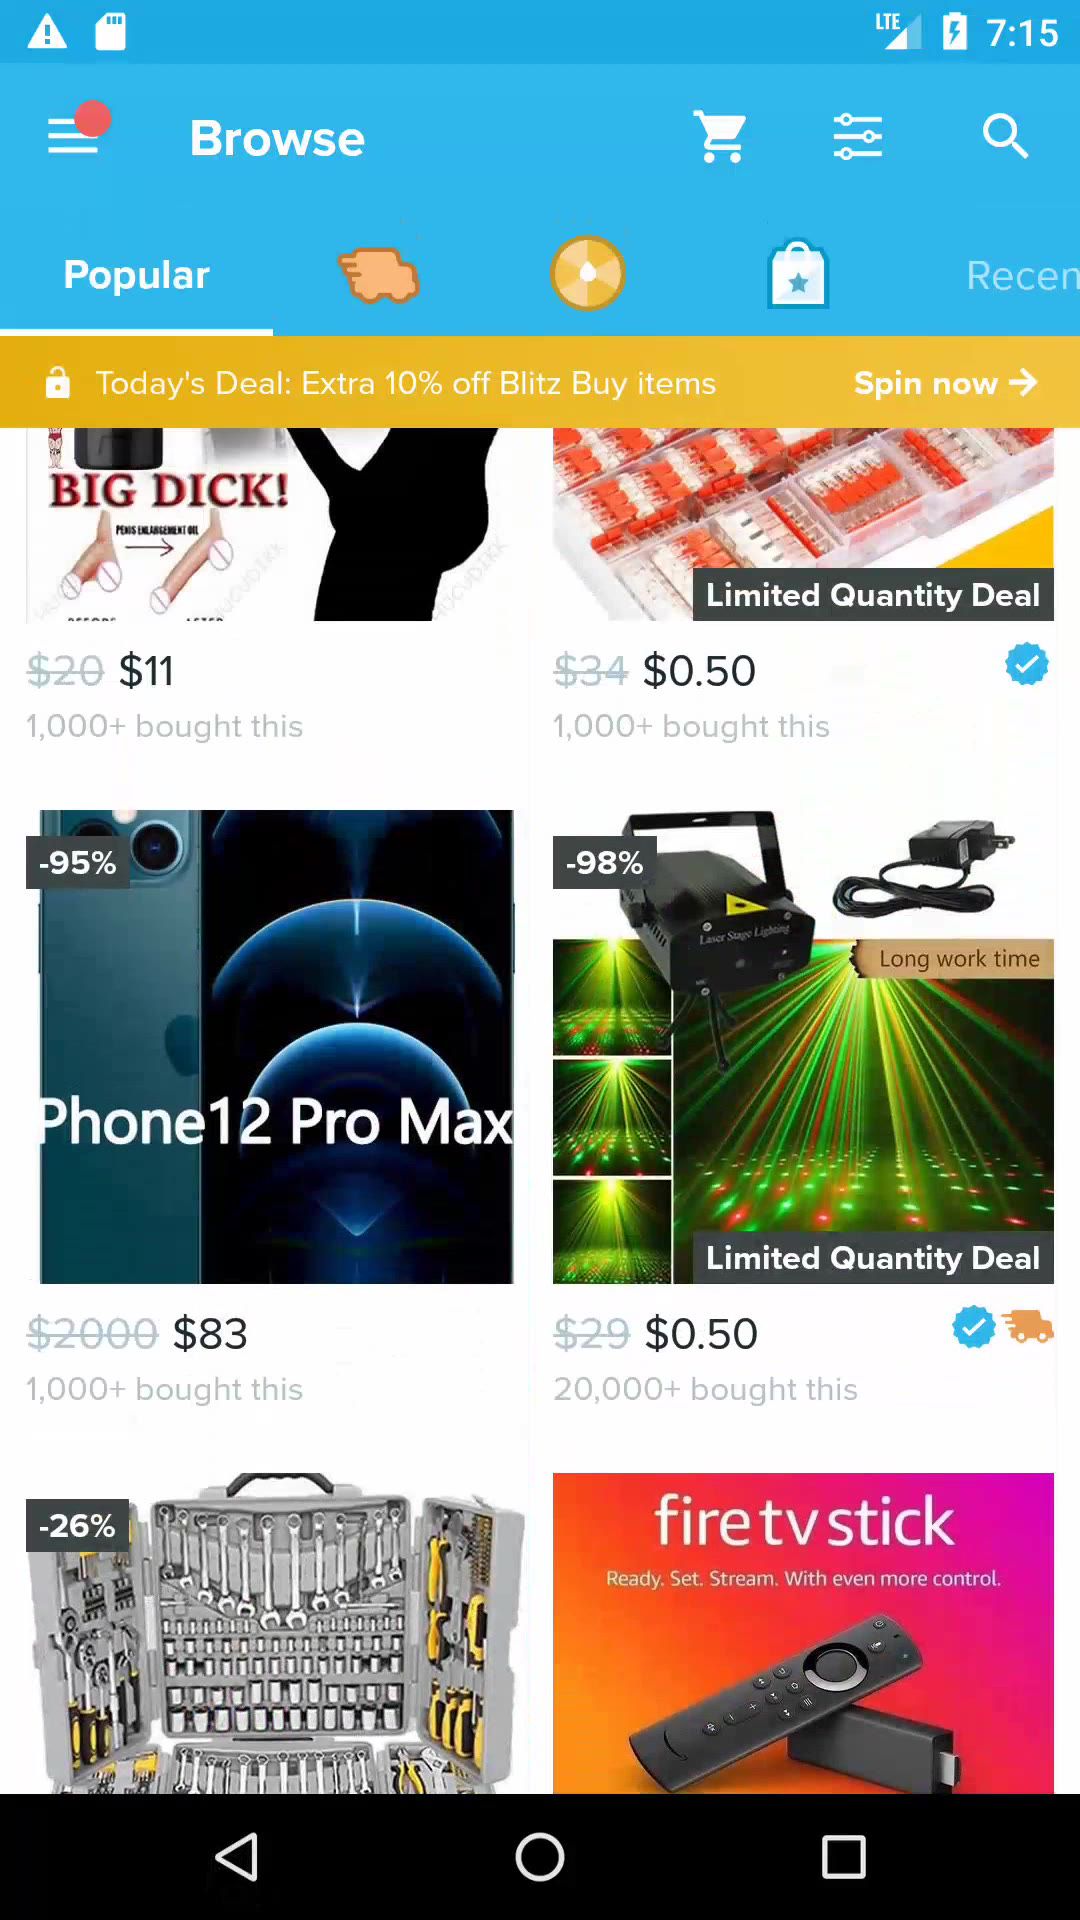 LTE 7:15
Browse
Popular
Recen
Today's Deal: Extra 10% off Blitz Buy items
Spin now
BIG DICK!
PENIS ENLARGEMENT OIL
HUCUDIKK
Limited Quantity Deal
$20 $11
1,000+ bought this
$34 $0.50
1,000+ bought this
-95%
Phone12 Pro Max
-98%
Laser Stage Lighting
Long work time
Limited Quantity Deal
$2000 $83
1,000+ bought this
$29 $0.50
20,000+ bought this
-26%
fire tv stick
Ready. Set. Stream. With even more control.